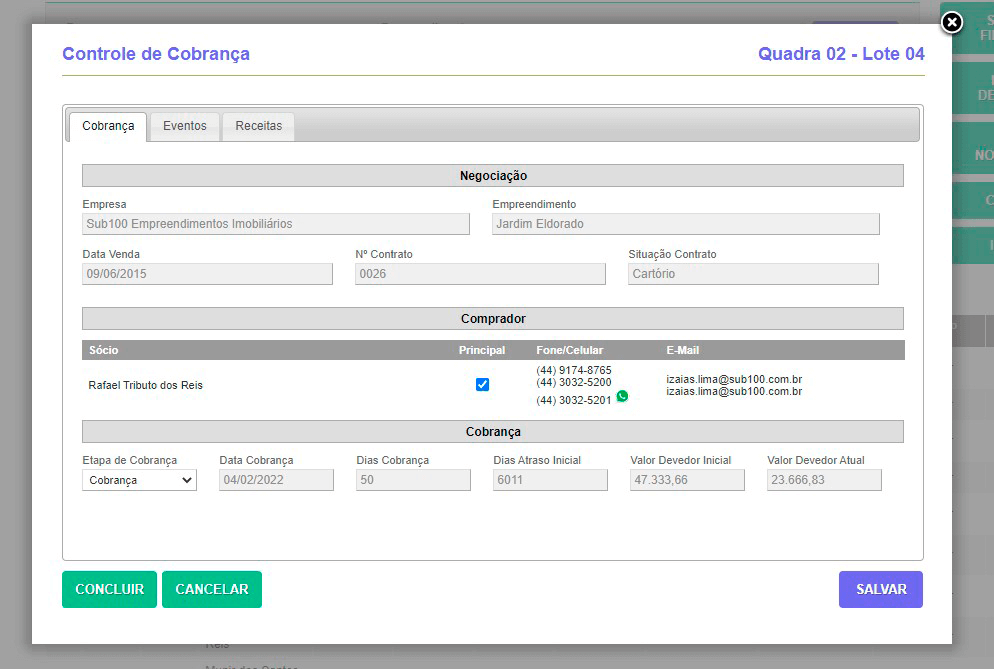 Controle de Cobrança
Quadra 02 - Lote 04
Cobrança Eventos Receitas
Negociação
Empresa Empreendimento
Sub100 Empreendimentos Imobiliários Jardim Eldorado
Data Venda Nº Contrato Situação Contrato
09/06/2015 0026 Cartório
Comprador
Sócio Principal Fone/Celular E-Mail
Rafael Tributo dos Reis
(44) 9174-8765
(44) 3032-5200
(44) 3032-5201
izaias.lima@sub100.com.br
izaias.lima@sub100.com.br
Cobrança
Etapa de Cobrança Data Cobrança Dias Cobrança Dias Atraso Inicial Valor Devedor Inicial Valor Devedor Atual
Cobrança 04/02/2022 50 6011 47.333,66 23.666,83
CONCLUIR CANCELAR SALVAR